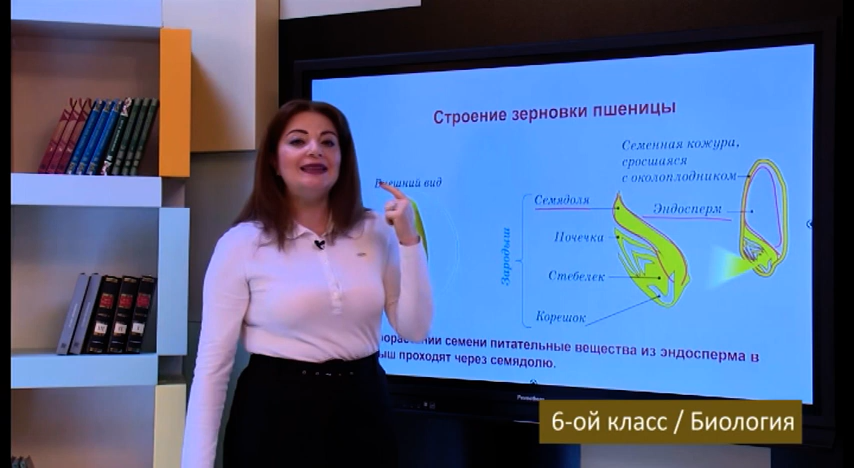 Строение зерновки пшеницы
Внешний вид
Семенная кожура,
сросшаяся
с околоплодником
Семядоля
Эндосперм
Почечка
Зародыш
Стебелек
Корешок
семени питательные вещества из эндосперма в
проходят через семядолю.
6-ой класс / Биология